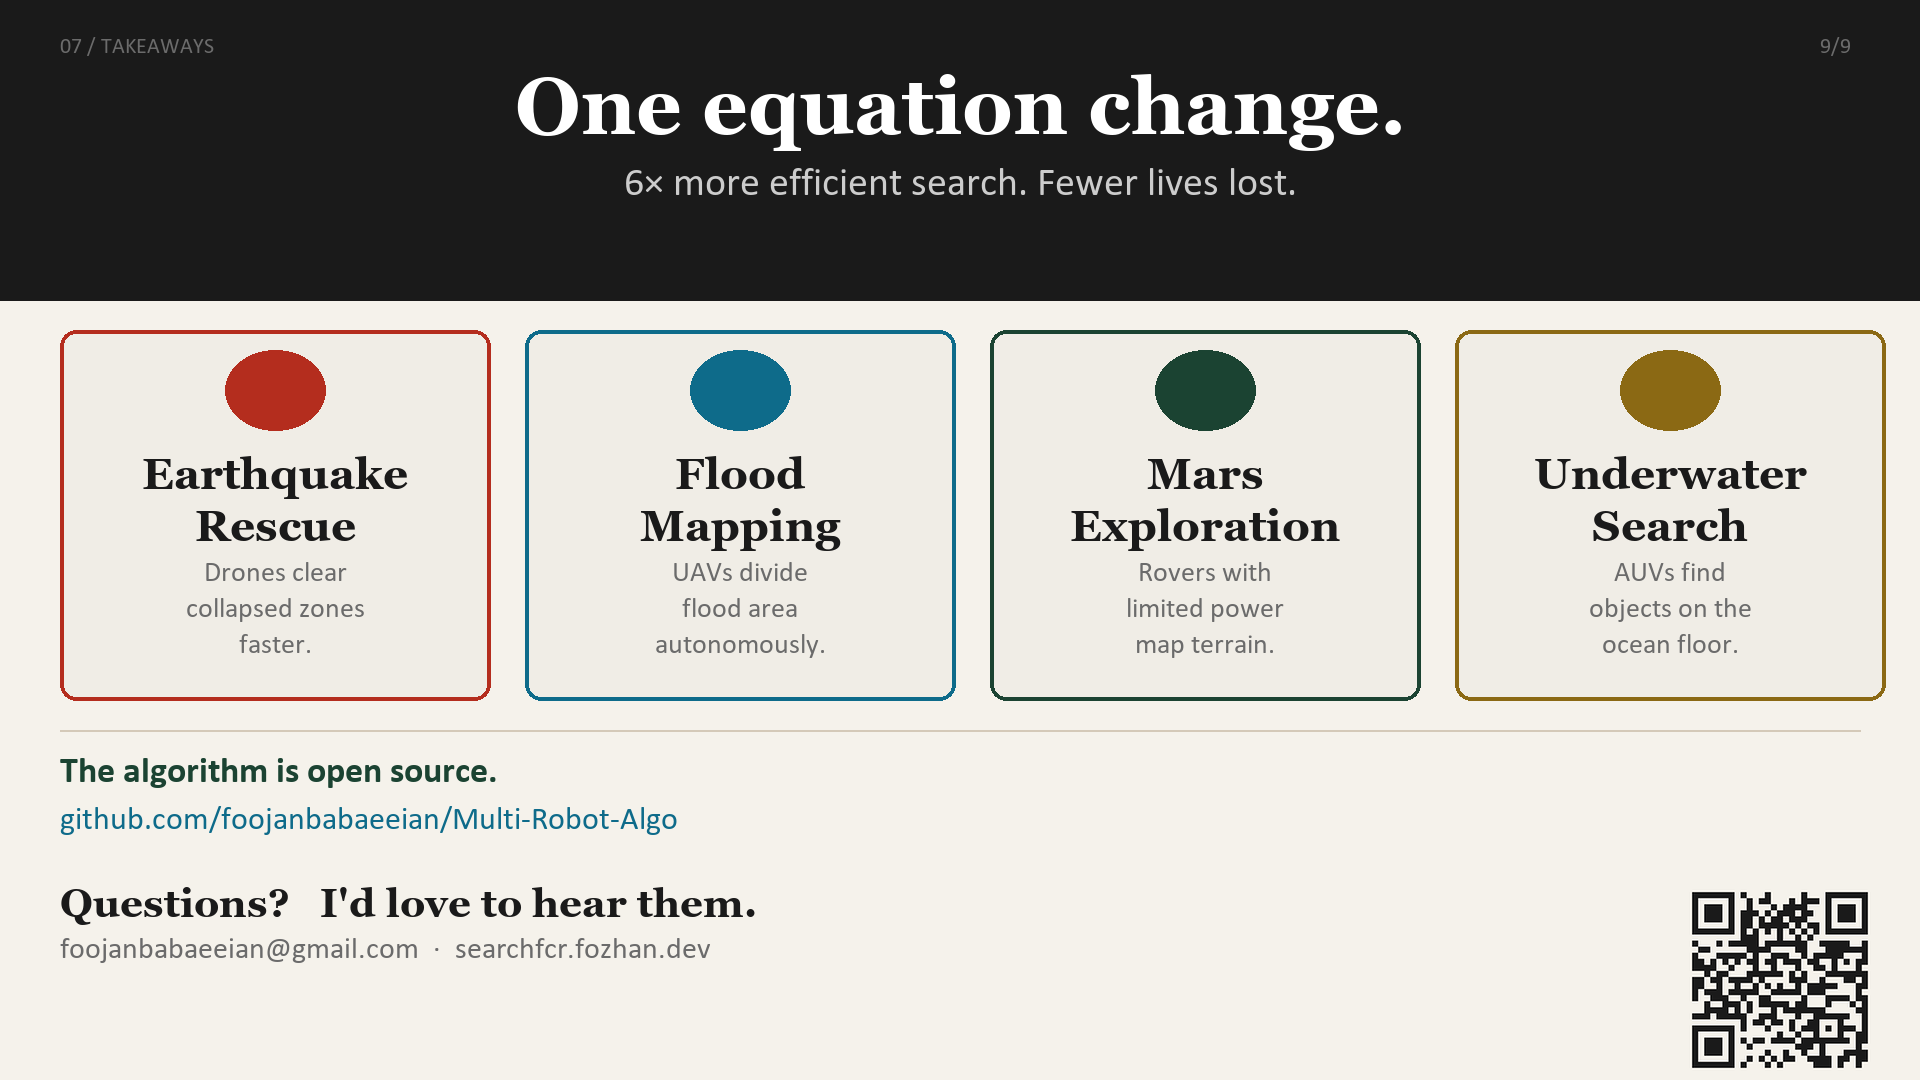 07 / TAKEAWAYS
9/9
One equation change.
6× more efficient search. Fewer lives lost.
Earthquake
Rescue
Drones clear
collapsed zones
faster.
Flood
Mapping
UAVs divide
flood area
autonomously.
Mars
Exploration
Rovers with
limited power
map terrain.
Underwater
Search
AUVs find
objects on the
ocean floor.
The algorithm is open source.
github.com/foojanbabaeeian/Multi-Robot-Algo
Questions? I'd love to hear them.
foojanbabaeeian@gmail.com · searchfcr.fozhan.dev